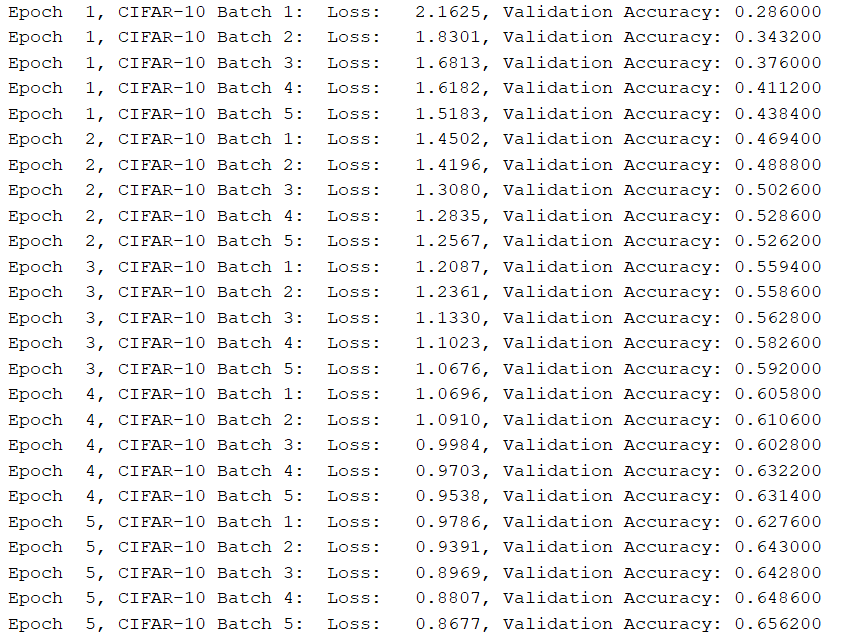 Epoch  1, CIFAR-10 Batch 1:  Loss:   2.1625, Validation Accuracy: 0.286000
Epoch  1, CIFAR-10 Batch 2:  Loss:   1.8301, Validation Accuracy: 0.343200
Epoch  1, CIFAR-10 Batch 3:  Loss:   1.6813, Validation Accuracy: 0.376000
Epoch  1, CIFAR-10 Batch 4:  Loss:   1.6182, Validation Accuracy: 0.411200
Epoch  1, CIFAR-10 Batch 5:  Loss:   1.5183, Validation Accuracy: 0.438400
Epoch  2, CIFAR-10 Batch 1:  Loss:   1.4502, Validation Accuracy: 0.469400
Epoch  2, CIFAR-10 Batch 2:  Loss:   1.4196, Validation Accuracy: 0.488800
Epoch  2, CIFAR-10 Batch 3:  Loss:   1.3080, Validation Accuracy: 0.502600
Epoch  2, CIFAR-10 Batch 4:  Loss:   1.2835, Validation Accuracy: 0.528600
Epoch  2, CIFAR-10 Batch 5:  Loss:   1.2567, Validation Accuracy: 0.526200
Epoch  3, CIFAR-10 Batch 1:  Loss:   1.2087, Validation Accuracy: 0.559400
Epoch  3, CIFAR-10 Batch 2:  Loss:   1.2361, Validation Accuracy: 0.558600
Epoch  3, CIFAR-10 Batch 3:  Loss:   1.1330, Validation Accuracy: 0.562800
Epoch  3, CIFAR-10 Batch 4:  Loss:   1.1023, Validation Accuracy: 0.582600
Epoch  3, CIFAR-10 Batch 5:  Loss:   1.0676, Validation Accuracy: 0.592000
Epoch  4, CIFAR-10 Batch 1:  Loss:   1.0696, Validation Accuracy: 0.605800
Epoch  4, CIFAR-10 Batch 2:  Loss:   1.0910, Validation Accuracy: 0.610600
Epoch  4, CIFAR-10 Batch 3:  Loss:   0.9984, Validation Accuracy: 0.602800
Epoch  4, CIFAR-10 Batch 4:  Loss:   0.9703, Validation Accuracy: 0.632200
Epoch  4, CIFAR-10 Batch 5:  Loss:   0.9538, Validation Accuracy: 0.631400
Epoch  5, CIFAR-10 Batch 1:  Loss:   0.9786, Validation Accuracy: 0.627600
Epoch  5, CIFAR-10 Batch 2:  Loss:   0.9391, Validation Accuracy: 0.643000
Epoch  5, CIFAR-10 Batch 3:  Loss:   0.8969, Validation Accuracy: 0.642800
Epoch  5, CIFAR-10 Batch 4:  Loss:   0.8807, Validation Accuracy: 0.648600
Epoch  5, CIFAR-10 Batch 5:  Loss:   0.8677, Validation Accuracy: 0.656200